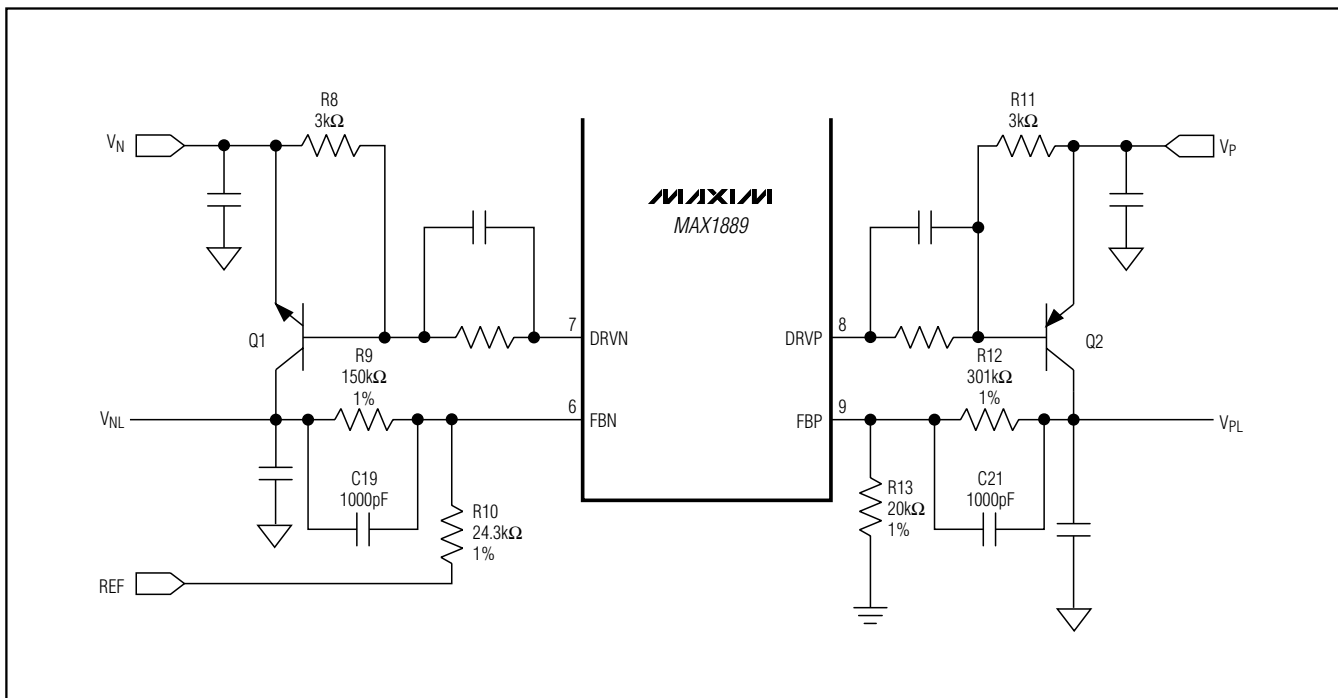 R8
3kΩ
V_N
MAXIM
MAX1889
R11
3kΩ
V_P
Q1
7
DRVN
R9
150kΩ
1%
V_NL
6
FBN
C19
1000pF
R10
24.3kΩ
1%
REF
DRVP
8
Q2
R12
301kΩ
1%
FBP
9
V_PL
R13
20kΩ
1%
C21
1000pF